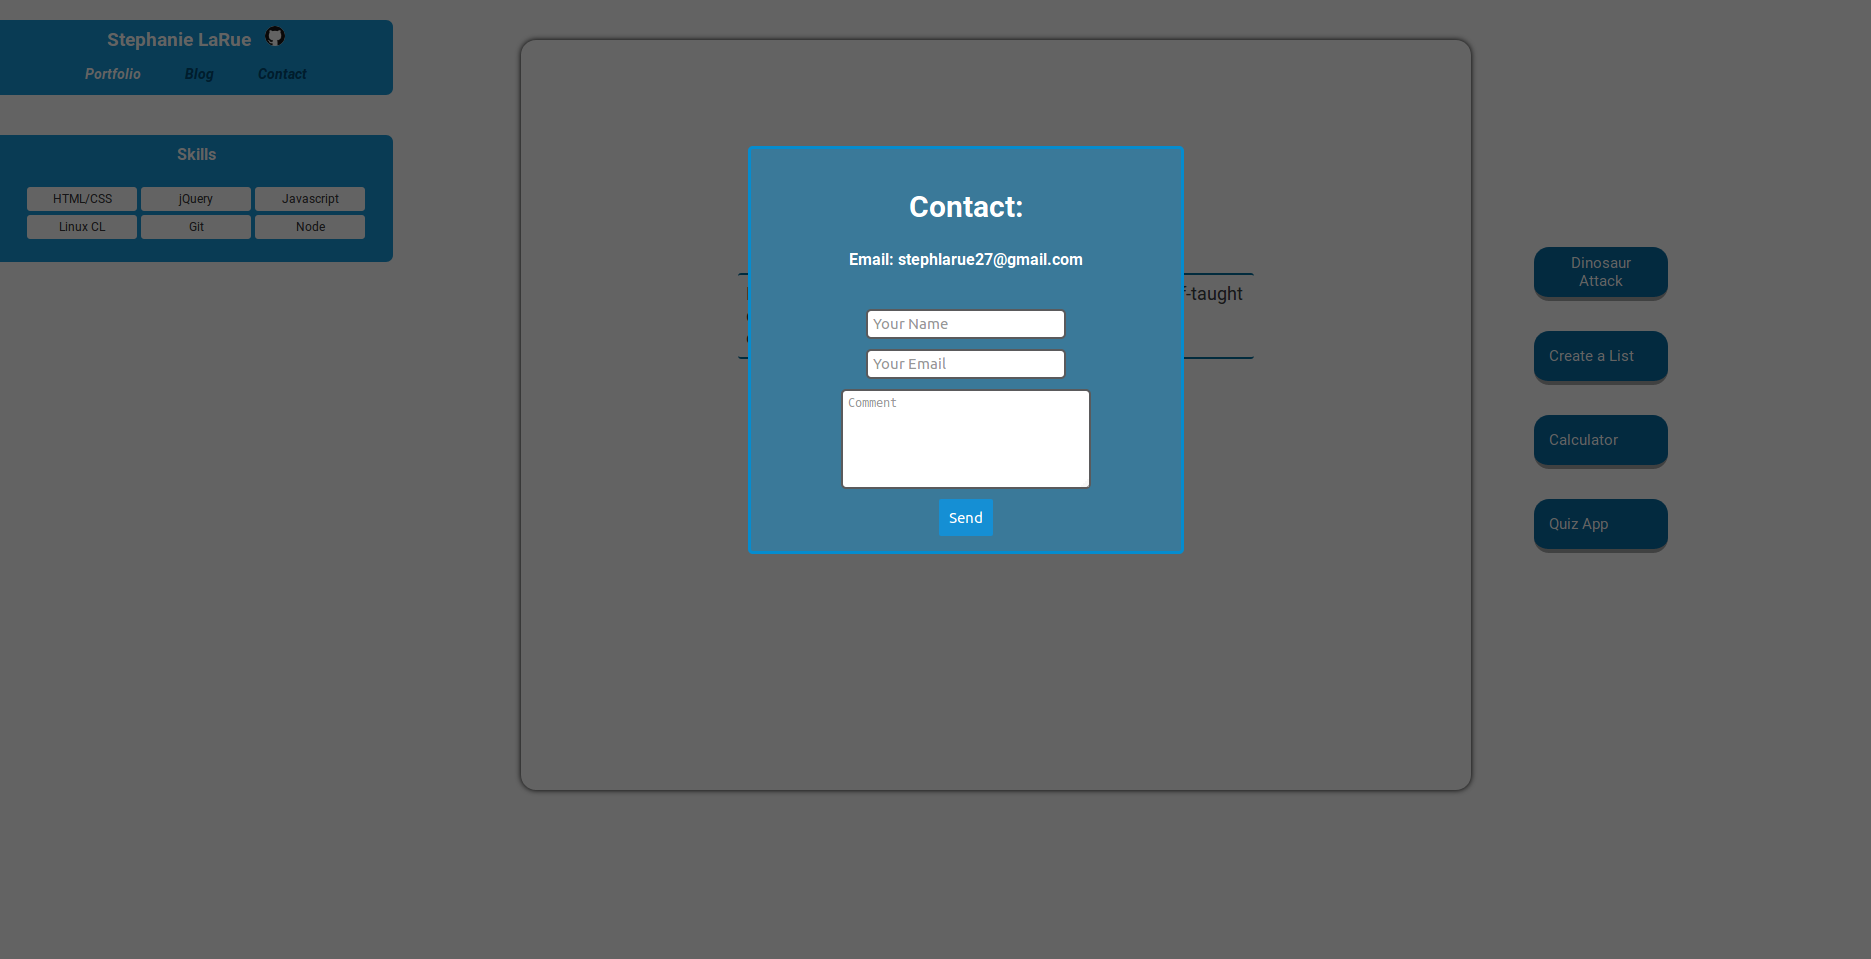 Stephanie LaRue
Portfolio Blog Contact
Skills
HTML/CSS jQuery Javascript
Linux CL Git Node
Contact:
Email: stephlarue27@gmail.com
-taught
Your Name
Your Email
Comment
Send
Dinosaur
Attack
Create a List
Calculator
Quiz App